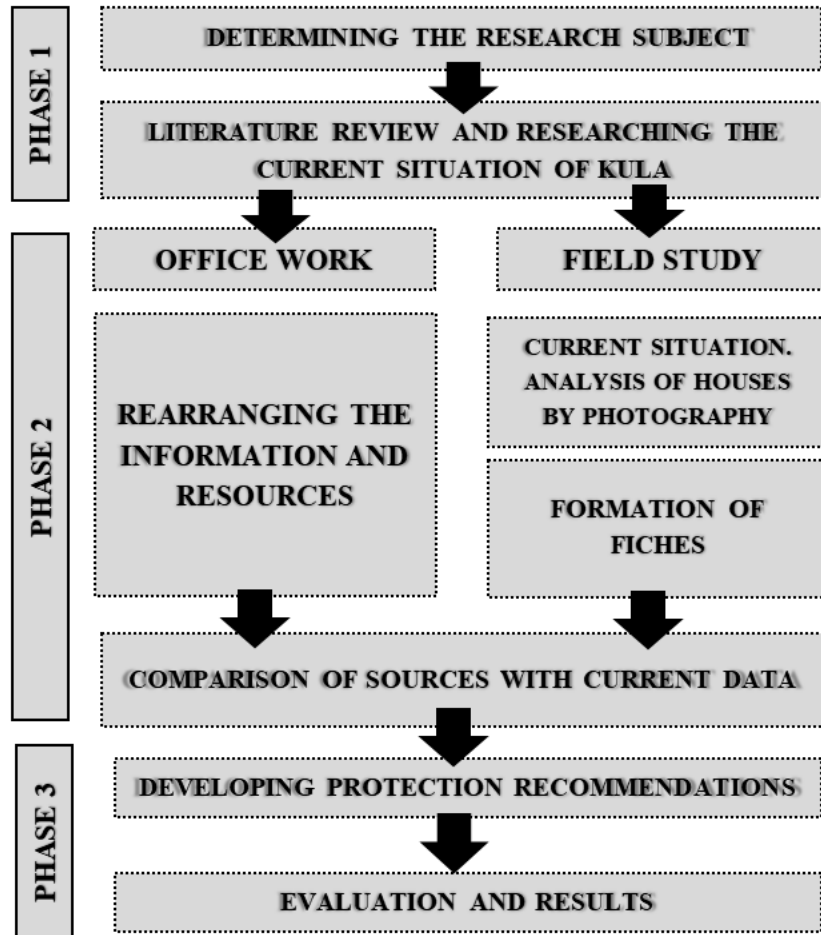 PHASE 1
DETERMINING THE RESEARCH SUBJECT
LITERATURE REVIEW AND RESEARCHING THE
CURRENT SITUATION OF KULA
PHASE 2
OFFICE WORK
FIELD STUDY
REARRANGING THE
INFORMATION AND
RESOURCES
CURRENT SITUATION.
ANALYSIS OF HOUSES
BY PHOTOGRAPHY
FORMATION OF
FICHES
COMPARISON OF SOURCES WITH CURRENT DATA
PHASE 3
DEVELOPING PROTECTION RECOMMENDATIONS
EVALUATION AND RESULTS